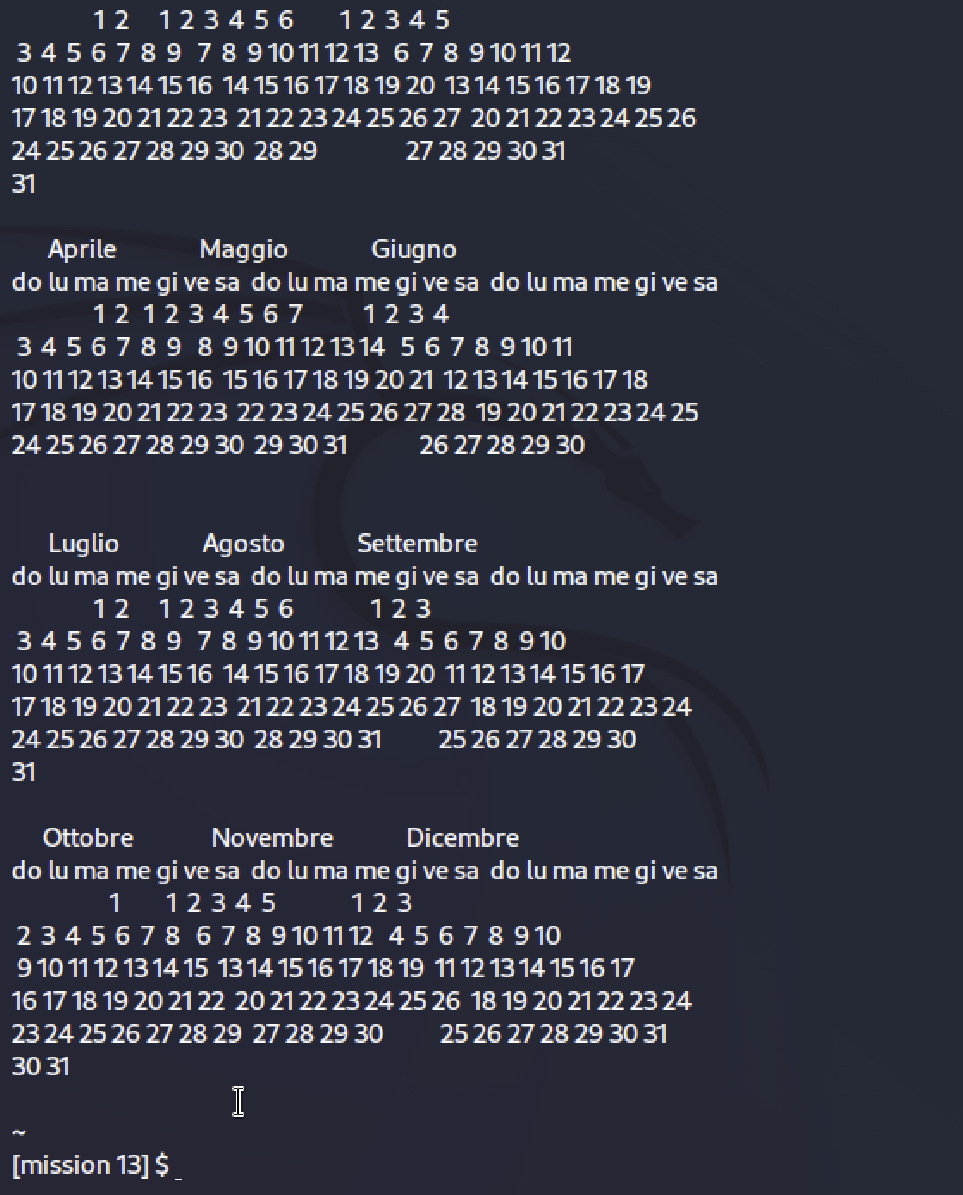 1 2 1 2 3 4 5 6 1 2 3 4 5
3 4 5 6 7 8 9 7 8 9 10 11 12 13 6 7 8 9 10 11 12
10 11 12 13 14 15 16 14 15 16 17 18 19 20 13 14 15 16 17 18 19
17 18 19 20 21 22 23 21 22 23 24 25 26 27 20 21 22 23 24 25 26
24 25 26 27 28 29 30 28 29 27 28 29 30 31
31
Aprile Maggio Giugno
do lu ma me gi ve sa do lu ma me gi ve sa do lu ma me gi ve sa
1 2 1 2 3 4 5 6 7 1 2 3 4
3 4 5 6 7 8 9 8 9 10 11 12 13 14 5 6 7 8 9 10 11
10 11 12 13 14 15 16 15 16 17 18 19 20 21 12 13 14 15 16 17 18
17 18 19 20 21 22 23 22 23 24 25 26 27 28 19 20 21 22 23 24 25
24 25 26 27 28 29 30 29 30 31 26 27 28 29 30
Luglio Agosto Settembre
do lu ma me gi ve sa do lu ma me gi ve sa do lu ma me gi ve sa
1 2 1 2 3 4 5 6 1 2 3
3 4 5 6 7 8 9 7 8 9 10 11 12 13 4 5 6 7 8 9 10
10 11 12 13 14 15 16 14 15 16 17 18 19 20 11 12 13 14 15 16 17
17 18 19 20 21 22 23 21 22 23 24 25 26 27 18 19 20 21 22 23 24
24 25 26 27 28 29 30 28 29 30 31 25 26 27 28 29 30
31
Ottobre Novembre Dicembre
do lu ma me gi ve sa do lu ma me gi ve sa do lu ma me gi ve sa
1 1 2 3 4 5 1 2 3
2 3 4 5 6 7 8 6 7 8 9 10 11 12 4 5 6 7 8 9 10
9 10 11 12 13 14 15 13 14 15 16 17 18 19 11 12 13 14 15 16 17
16 17 18 19 20 21 22 20 21 22 23 24 25 26 18 19 20 21 22 23 24
23 24 25 26 27 28 29 27 28 29 30 25 26 27 28 29 30 31
30 31
~
[mission 13] $ _